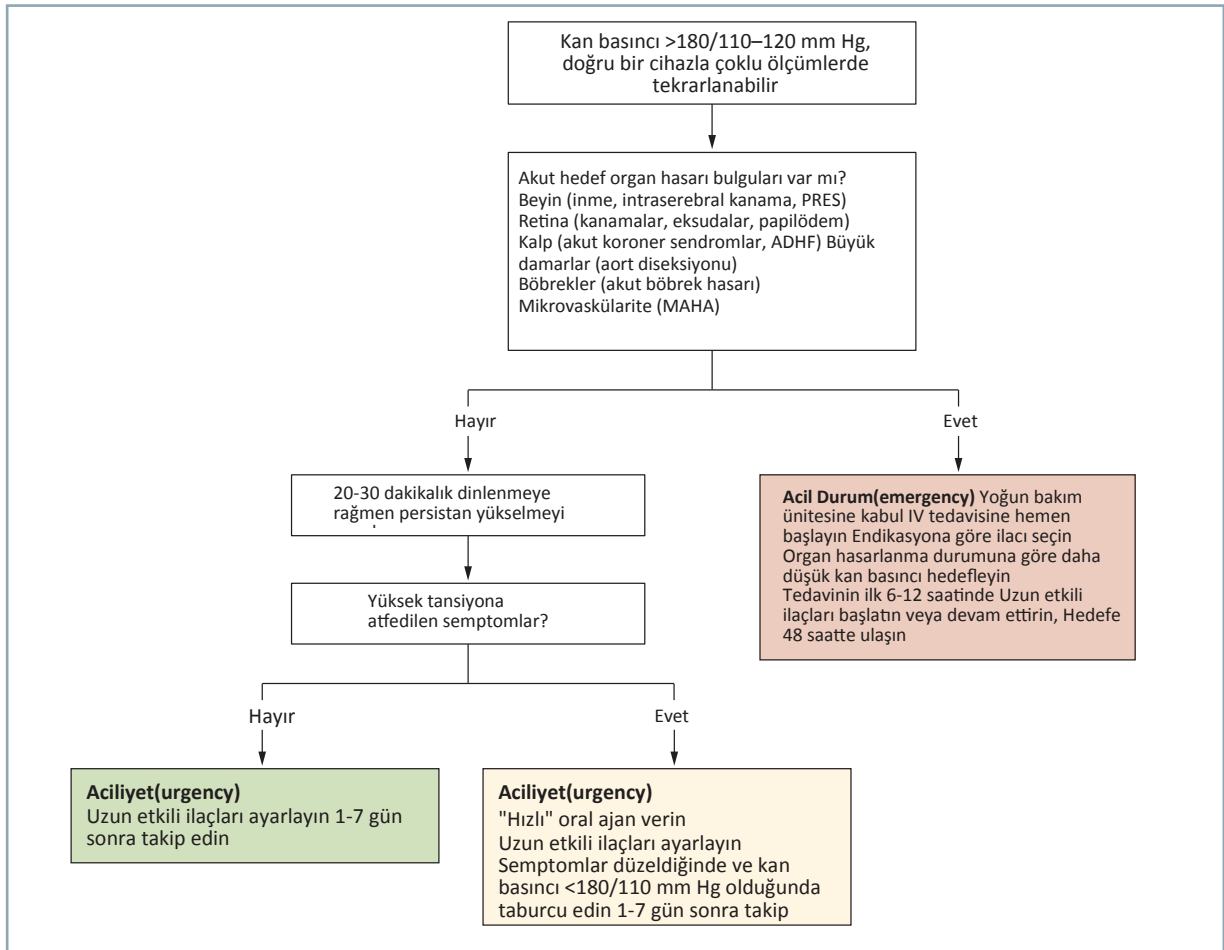 Kan basıncı >180/110–120 mm Hg,
doğru bir cihazla çoklu ölçümlerde
tekrarlanabilir
Akut hedef organ hasarı bulguları var mı?
Beyin (inme, intraserebral kanama, PRES)
Retina (kanamalar, eksudalar, papilödem)
Kalp (akut koroner sendromlar, ADHF) Büyük
damarlar (aort diseksiyonu)
Böbrekler (akut böbrek hasarı)
Mikrovaskülarite (MAHA)
Hayır
Evet
20-30 dakikalık dinlenmeye
rağmen persistan yükselmeyi
Acil Durum(emergency) Yoğun bakım
ünitesine kabul IV tedavisine hemen
başlayın Endikasyona göre ilacı seçin
Organ hasarlanma durumuna göre daha
düşük kan basıncı hedefleyin
Tedavinin ilk 6-12 saatinde Uzun etkili
ilaçları başlatın veya devam ettirin, Hedefe
48 saatte ulaşın
Yüksek tansiyona
atfedilen semptomlar?
Hayır
Evet
Aciliyet(urgency)
Uzun etkili ilaçları ayarlayın 1-7 gün
sonra takip edin
Aciliyet(urgency)
"Hızlı" oral ajan verin
Uzun etkili ilaçları ayarlayın
Semptomlar düzeldiğinde ve kan
basıncı <180/110 mm Hg olduğunda
taburcu edin 1-7 gün sonra takip